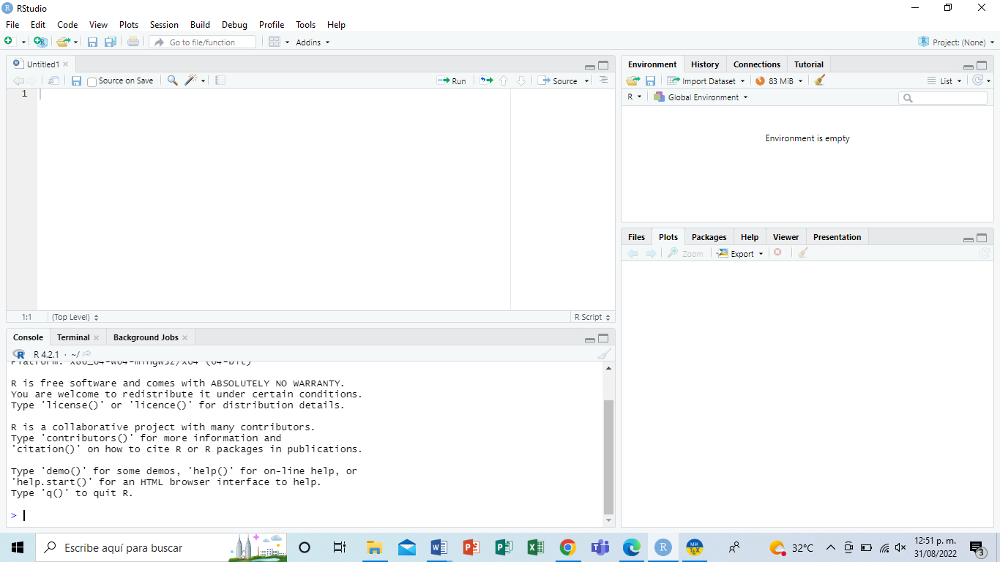 RStudio
File Edit Code View Plots Session Build Debug Profile Tools Help
Go to file/function Addins Project: (None)
Untitled1
Source on Save Run Source
1
1:1 (Top Level) R Script
Console Terminal Background Jobs
R 4.2.1 · ~/
Platform: x86_64-w64-mingw32/x64 (64-bit)
R is free software and comes with ABSOLUTELY NO WARRANTY.
You are welcome to redistribute it under certain conditions.
Type 'license()' or 'licence()' for distribution details.
R is a collaborative project with many contributors.
Type 'contributors()' for more information and
'citation()' on how to cite R or R packages in publications.
Type 'demo()' for some demos, 'help()' for on-line help, or
'help.start()' for an HTML browser interface to help.
Type 'q()' to quit R.
>
Environment History Connections Tutorial
Import Dataset 83 MiB List
R Global Environment
Environment is empty
Files Plots Packages Help Viewer Presentation
Zoom Export
Escribe aquí para buscar
32°C
12:51 p. m.
31/08/2022
3